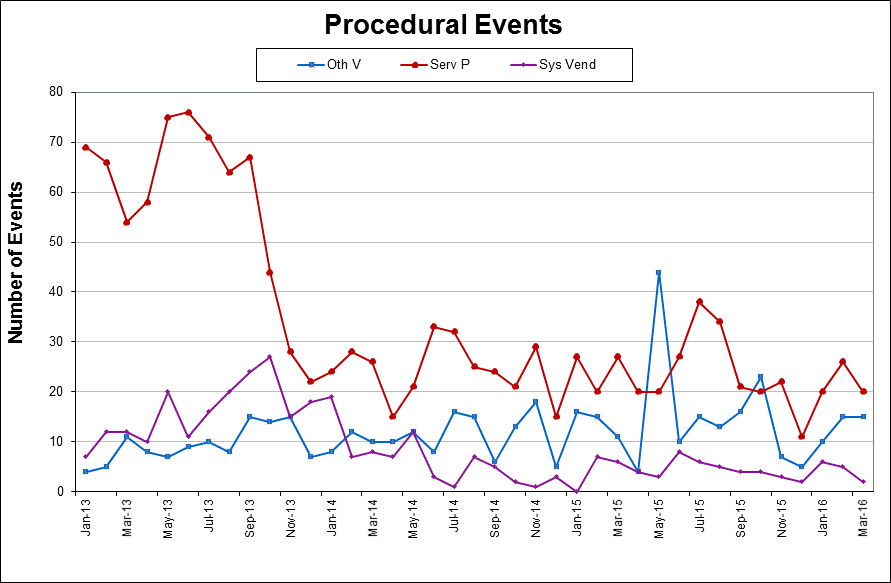 Procedural Events
Oth V Serv P Sys Vend
Number of Events
80
70
60
50
40
30
20
10
0
Jan-13 Mar-13 May-13 Jul-13 Sep-13 Nov-13 Jan-14 Mar-14 May-14 Jul-14 Sep-14 Nov-14 Jan-15 Mar-15 May-15 Jul-15 Sep-15 Nov-15 Jan-16 Mar-16